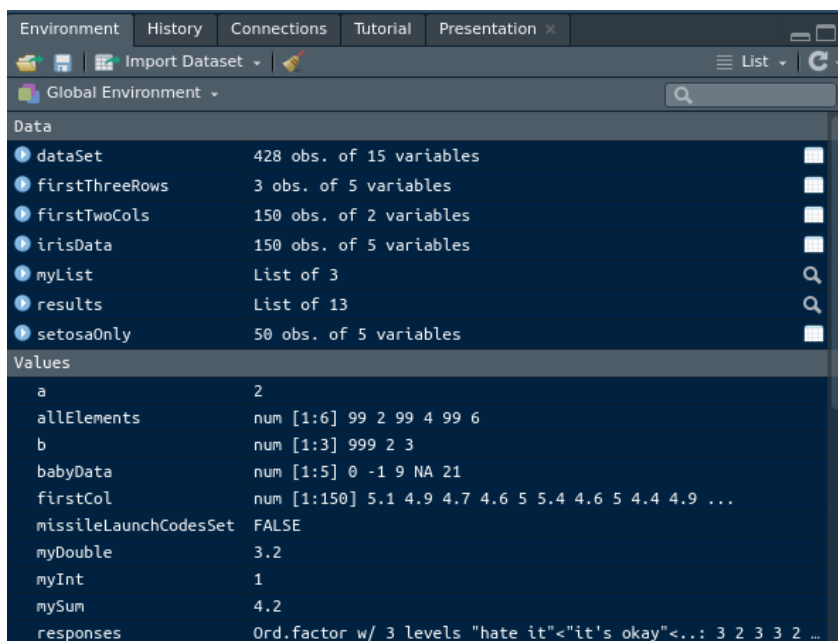 Environment History Connections Tutorial Presentation ×
Import Dataset List
Global Environment
Data
dataSet 428 obs. of 15 variables
firstThreeRows 3 obs. of 5 variables
firstTwoCols 150 obs. of 2 variables
irisData 150 obs. of 5 variables
myList List of 3
results List of 13
setosaOnly 50 obs. of 5 variables
Values
a 2
allElements num [1:6] 99 2 99 4 99 6
b num [1:3] 999 2 3
babyData num [1:5] 0 -1 9 NA 21
firstCol num [1:150] 5.1 4.9 4.7 4.6 5 5.4 4.6 5 4.4 4.9 ...
missileLaunchCodesSet FALSE
myDouble 3.2
myInt 1
mySum 4.2
responses Ord.factor w/ 3 levels "hate it"<"it's okay"<..: 3 2 3 3 2 …